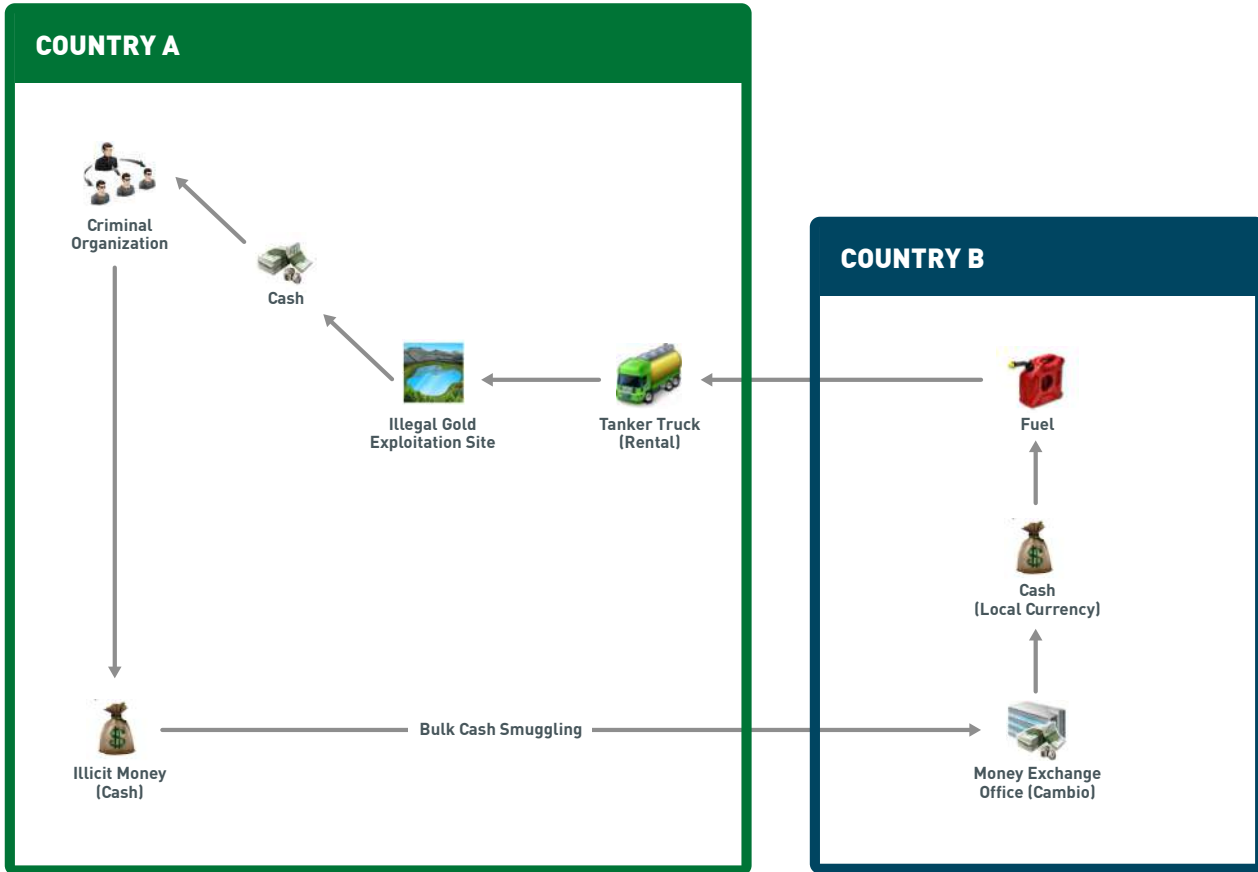 COUNTRY A
Criminal
Organization
Cash
Illegal Gold
Exploitation Site
Tanker Truck
(Rental)
Illicit Money
(Cash)
Bulk Cash Smuggling
COUNTRY B
Fuel
Cash
(Local Currency)
Money Exchange
Office (Cambio)